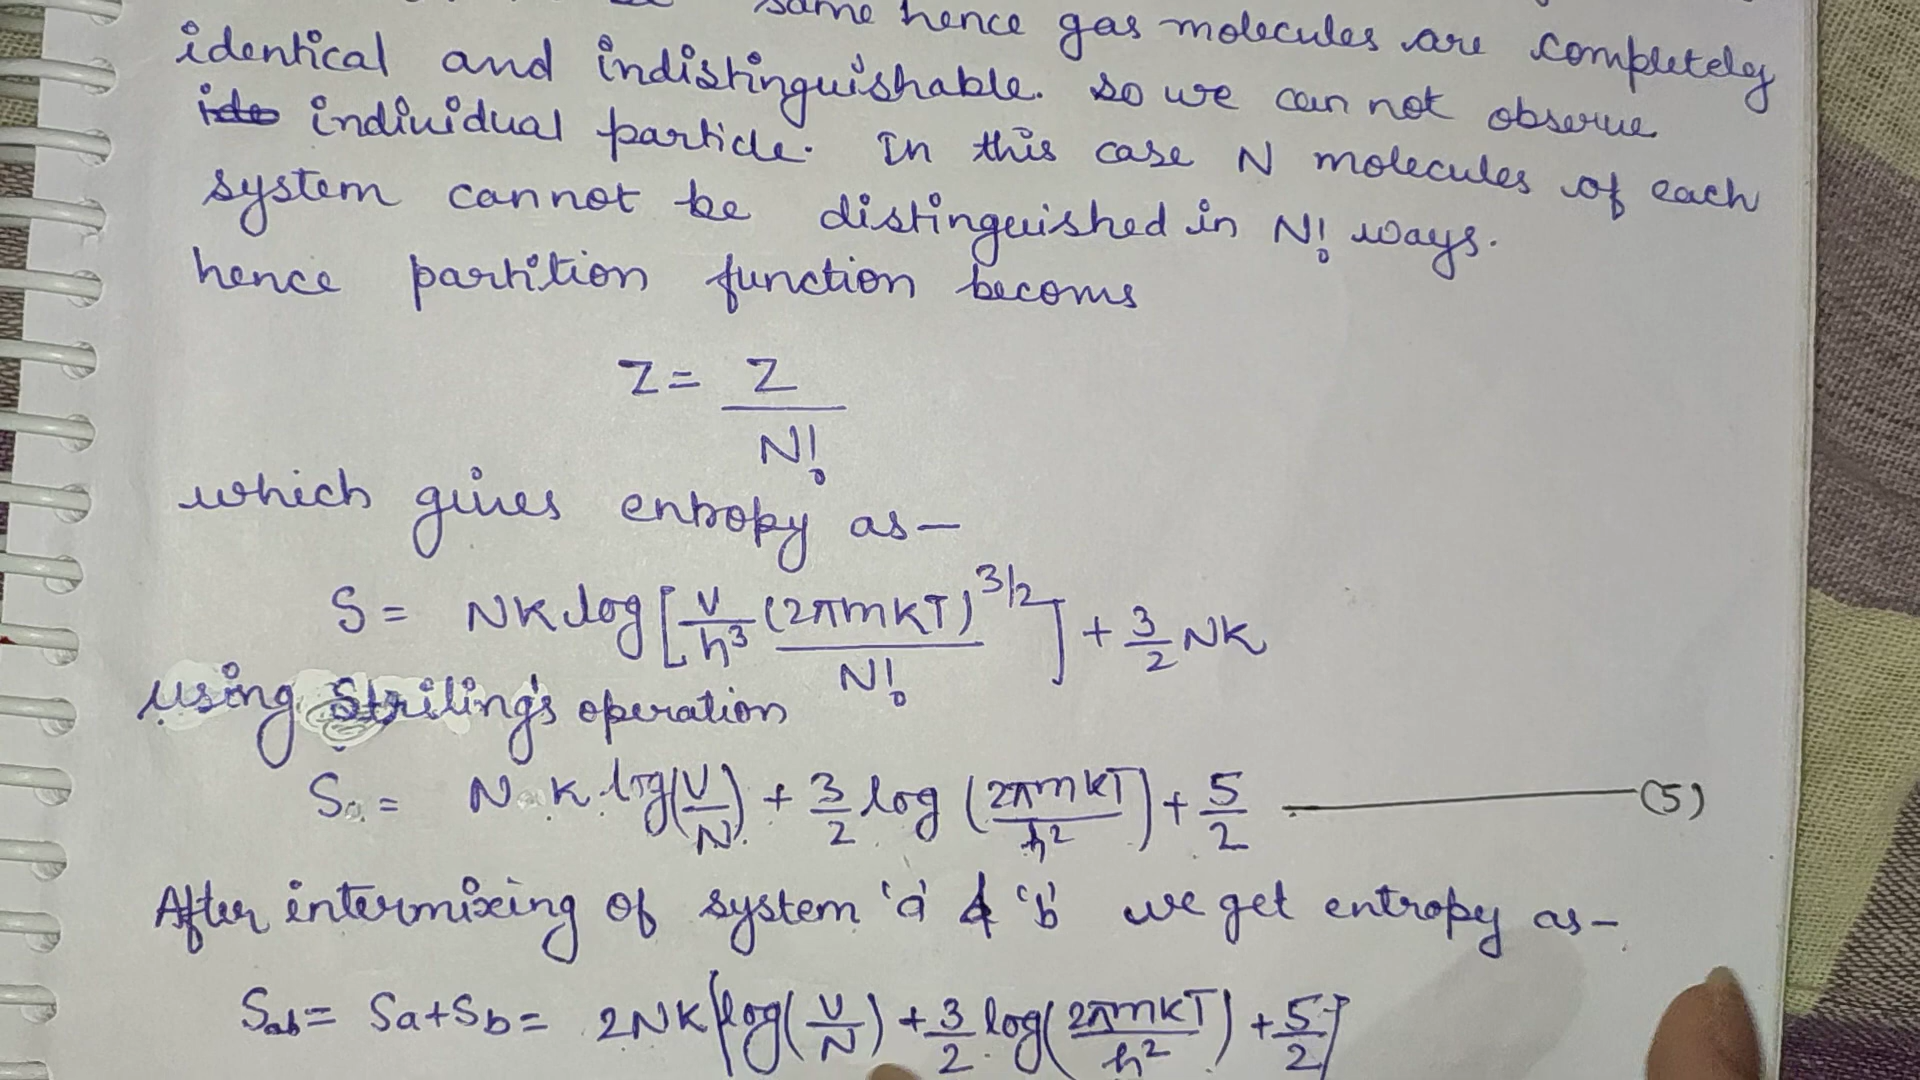 same hence gas molecules are completely
identical and indistinguishable. so we can not observe
individual particle. In this case N molecules of each
system cannot be distinguished in N! ways.
hence partition function becoms
Z = Z / N!
which gives entropy as-
S = NK log [ V/h³ (2πmKT)^3/2 / N! ] + 3/2 NK
using Striling's operation
S = N K log(V/N) + 3/2 log (2πmKT / h²) + 5/2 ——— (5)
After intermixing of system 'a' & 'b' we get entropy as-
Sab = Sa + Sb = 2NK [log(V/N) + 3/2 log(2πmKT / h²) + 5/2]